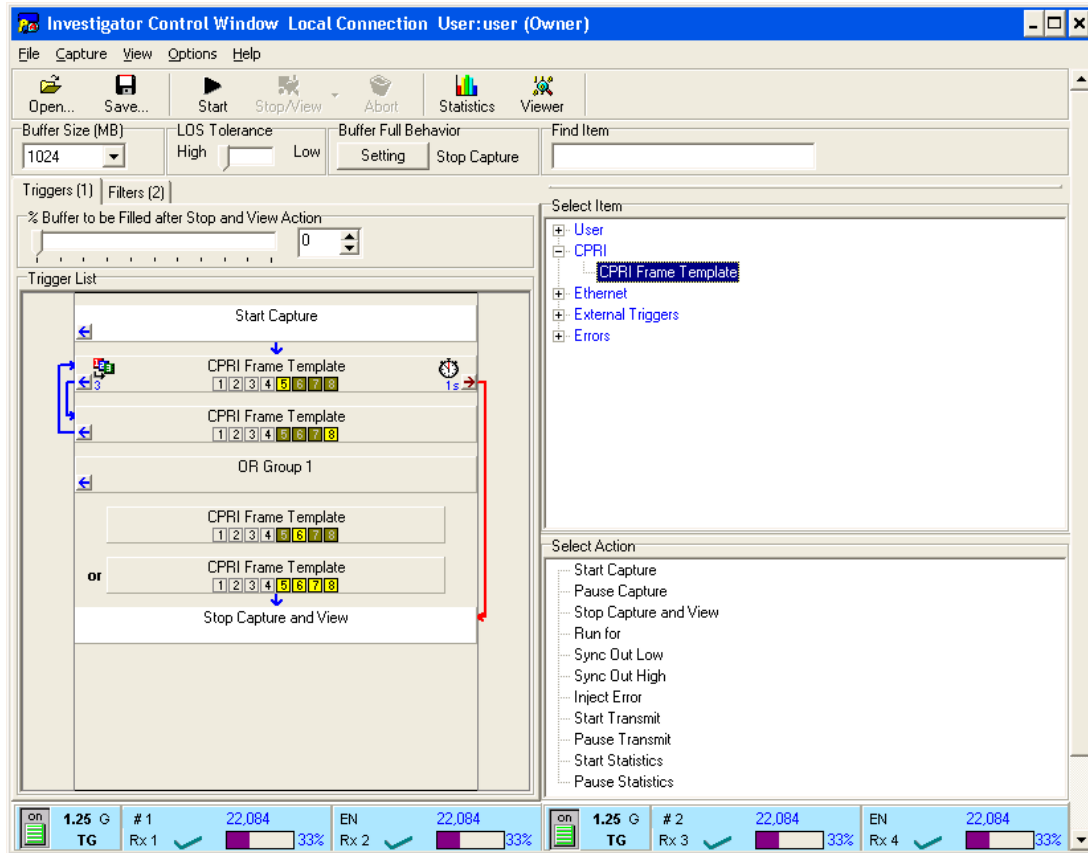 Investigator Control Window Local Connection User:user (Owner)
File Capture View Options Help
Open... Save... Start Stop/View Abort Statistics Viewer
Buffer Size (MB) LOS Tolerance Buffer Full Behavior Find Item
1024 High Low Setting Stop Capture
Triggers (1) Filters (2)
% Buffer to be Filled after Stop and View Action
0
Trigger List
Start Capture
CPRI Frame Template
3 1 2 3 4 5 6 7 8 1s
CPRI Frame Template
1 2 3 4 5 6 7 8
OR Group 1
CPRI Frame Template
1 2 3 4 5 6 7 8
or CPRI Frame Template
1 2 3 4 5 6 7 8
Stop Capture and View
Select Item
User
CPRI
CPRI Frame Template
Ethernet
External Triggers
Errors
Select Action
Start Capture
Pause Capture
Stop Capture and View
Run for
Sync Out Low
Sync Out High
Inject Error
Start Transmit
Pause Transmit
Start Statistics
Pause Statistics
on 1.25 G # 1 22,084 EN 22,084 on 1.25 G # 2 22,084 EN 22,084
TG Rx 1 33% Rx 2 33% TG Rx 3 33% Rx 4 33%